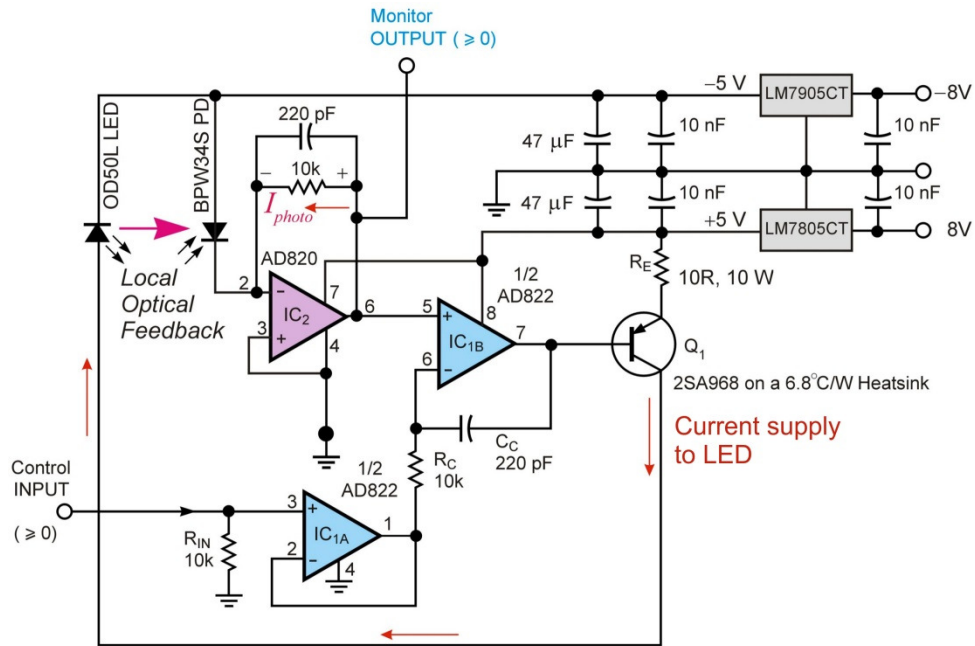 Monitor
OUTPUT ( ⩾ 0)
OD50L LED
BPW34S PD
220 pF
−5 V
LM7905CT
−8V
− 10k +
I_photo
47 µF
10 nF
10 nF
47 µF
10 nF
10 nF
+5 V
LM7805CT
8V
Local
Optical
Feedback
AD820
2
−
7
IC2
6
3
+
4
1/2
AD822
5
+
8
IC1B
7
6
−
RE
10R, 10 W
Q1
2SA968 on a 6.8°C/W Heatsink
Current supply
to LED
CC
220 pF
RC
10k
1/2
AD822
Control
INPUT
( ⩾ 0)
RIN
10k
3
+
IC1A
1
2
−
4